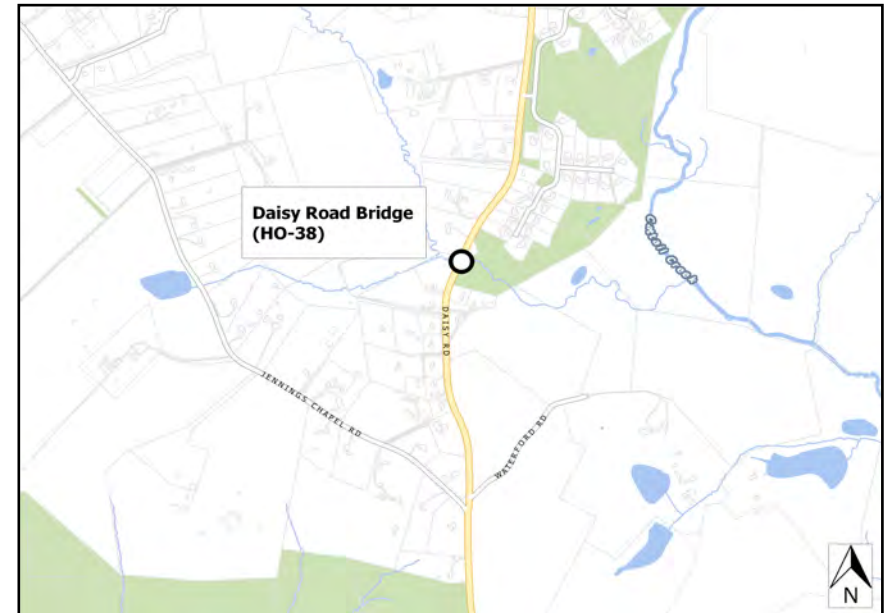 Daisy Road Bridge
(HO-38)
Cattail Creek
DAISY RD
JENNINGS CHAPEL RD
WATERFORD RD
N